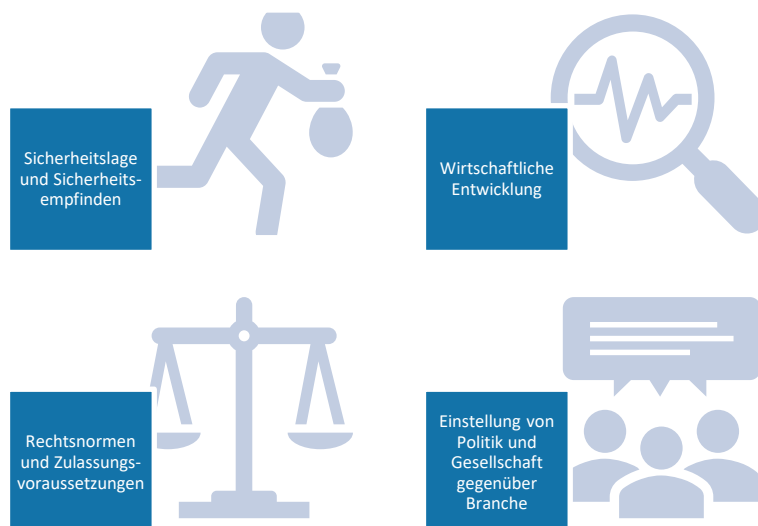 Sicherheitslage
und Sicherheits-
empfinden
Wirtschaftliche
Entwicklung
Rechtsnormen
und Zulassungs-
voraussetzungen
Einstellung von
Politik und
Gesellschaft
gegenüber
Branche